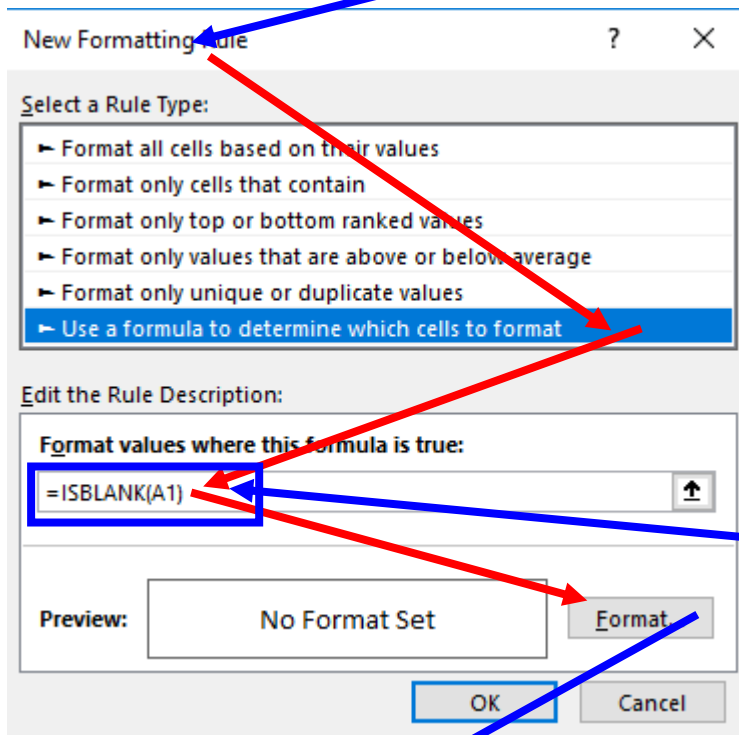 New Formatting Rule ? ✕
Select a Rule Type:
► Format all cells based on their values
► Format only cells that contain
► Format only top or bottom ranked values
► Format only values that are above or below average
► Format only unique or duplicate values
► Use a formula to determine which cells to format
Edit the Rule Description:
Format values where this formula is true:
=ISBLANK(A1)
Preview: No Format Set Format...
OK Cancel